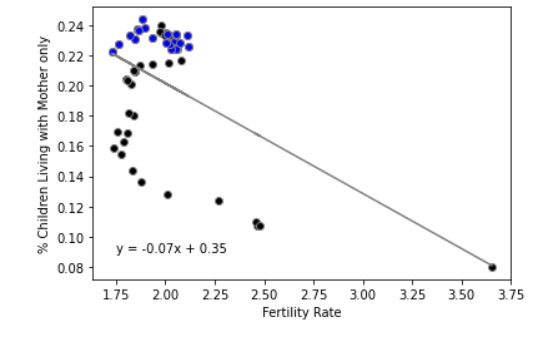 0.24
0.22
0.20
0.18
0.16
0.14
0.12
0.10
0.08
% Children Living with Mother only
y = -0.07x + 0.35
1.75 2.00 2.25 2.50 2.75 3.00 3.25 3.50 3.75
Fertility Rate